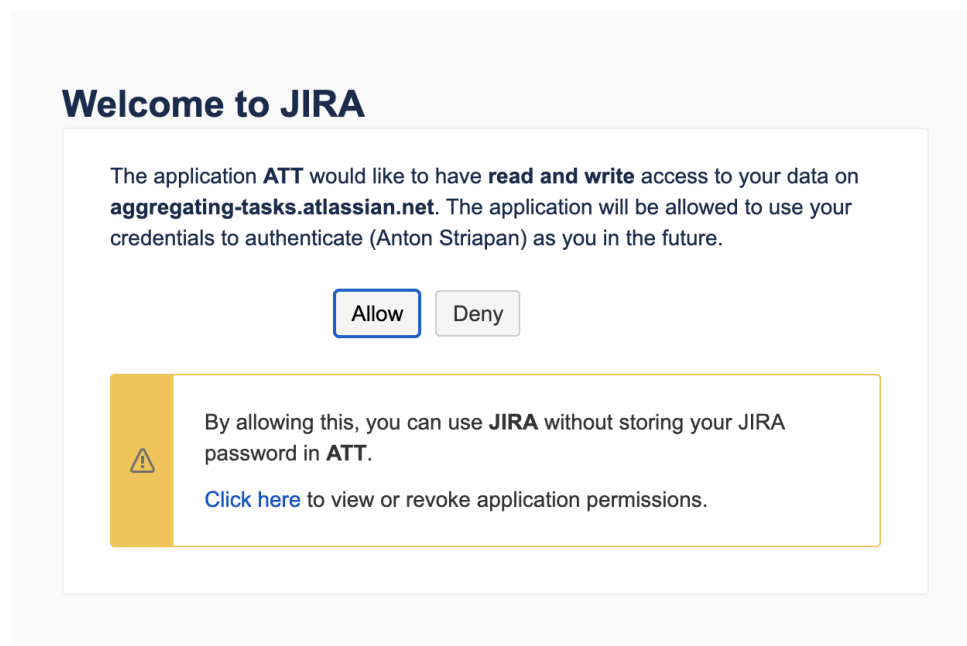 Welcome to JIRA
The application ATT would like to have read and write access to your data on
aggregating-tasks.atlassian.net. The application will be allowed to use your
credentials to authenticate (Anton Striapan) as you in the future.
Allow Deny
By allowing this, you can use JIRA without storing your JIRA
password in ATT.
Click here to view or revoke application permissions.